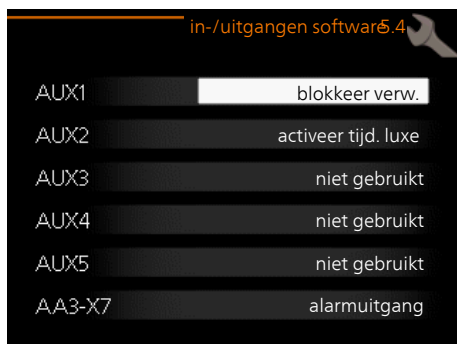 in-/uitgangen software 5.4
AUX1 blokkeer verw.
AUX2 activeer tijd. luxe
AUX3 niet gebruikt
AUX4 niet gebruikt
AUX5 niet gebruikt
AA3-X7 alarmuitgang